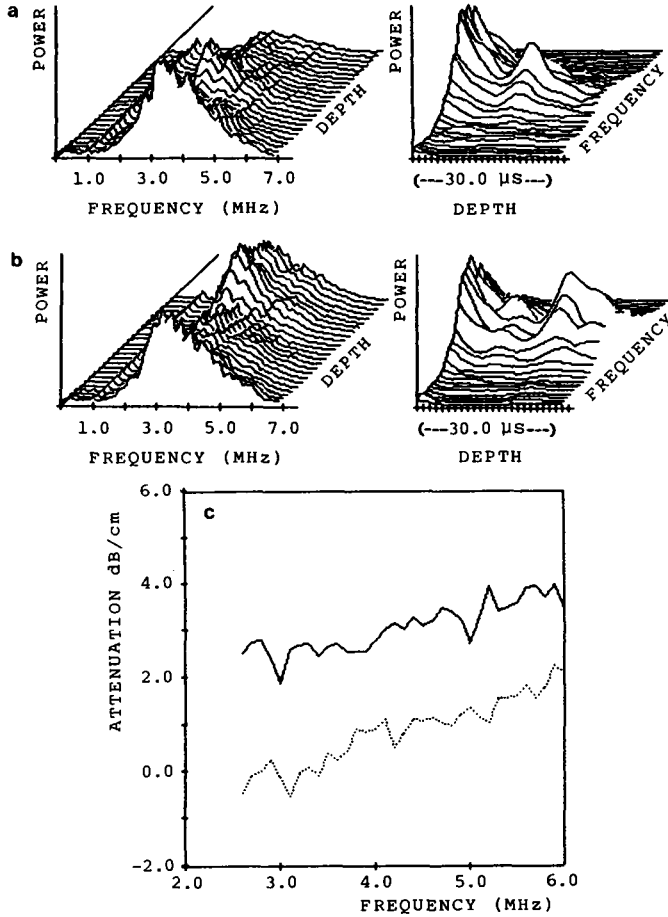 a
POWER
DEPTH
1.0 3.0 5.0 7.0
FREQUENCY (MHz)
POWER
FREQUENCY
(---30.0 µs---)
DEPTH
b
POWER
DEPTH
1.0 3.0 5.0 7.0
FREQUENCY (MHz)
POWER
FREQUENCY
(---30.0 µs---)
DEPTH
c
ATTENUATION dB/cm
6.0
4.0
2.0
0.0
-2.0
2.0 3.0 4.0 5.0 6.0
FREQUENCY (MHz)